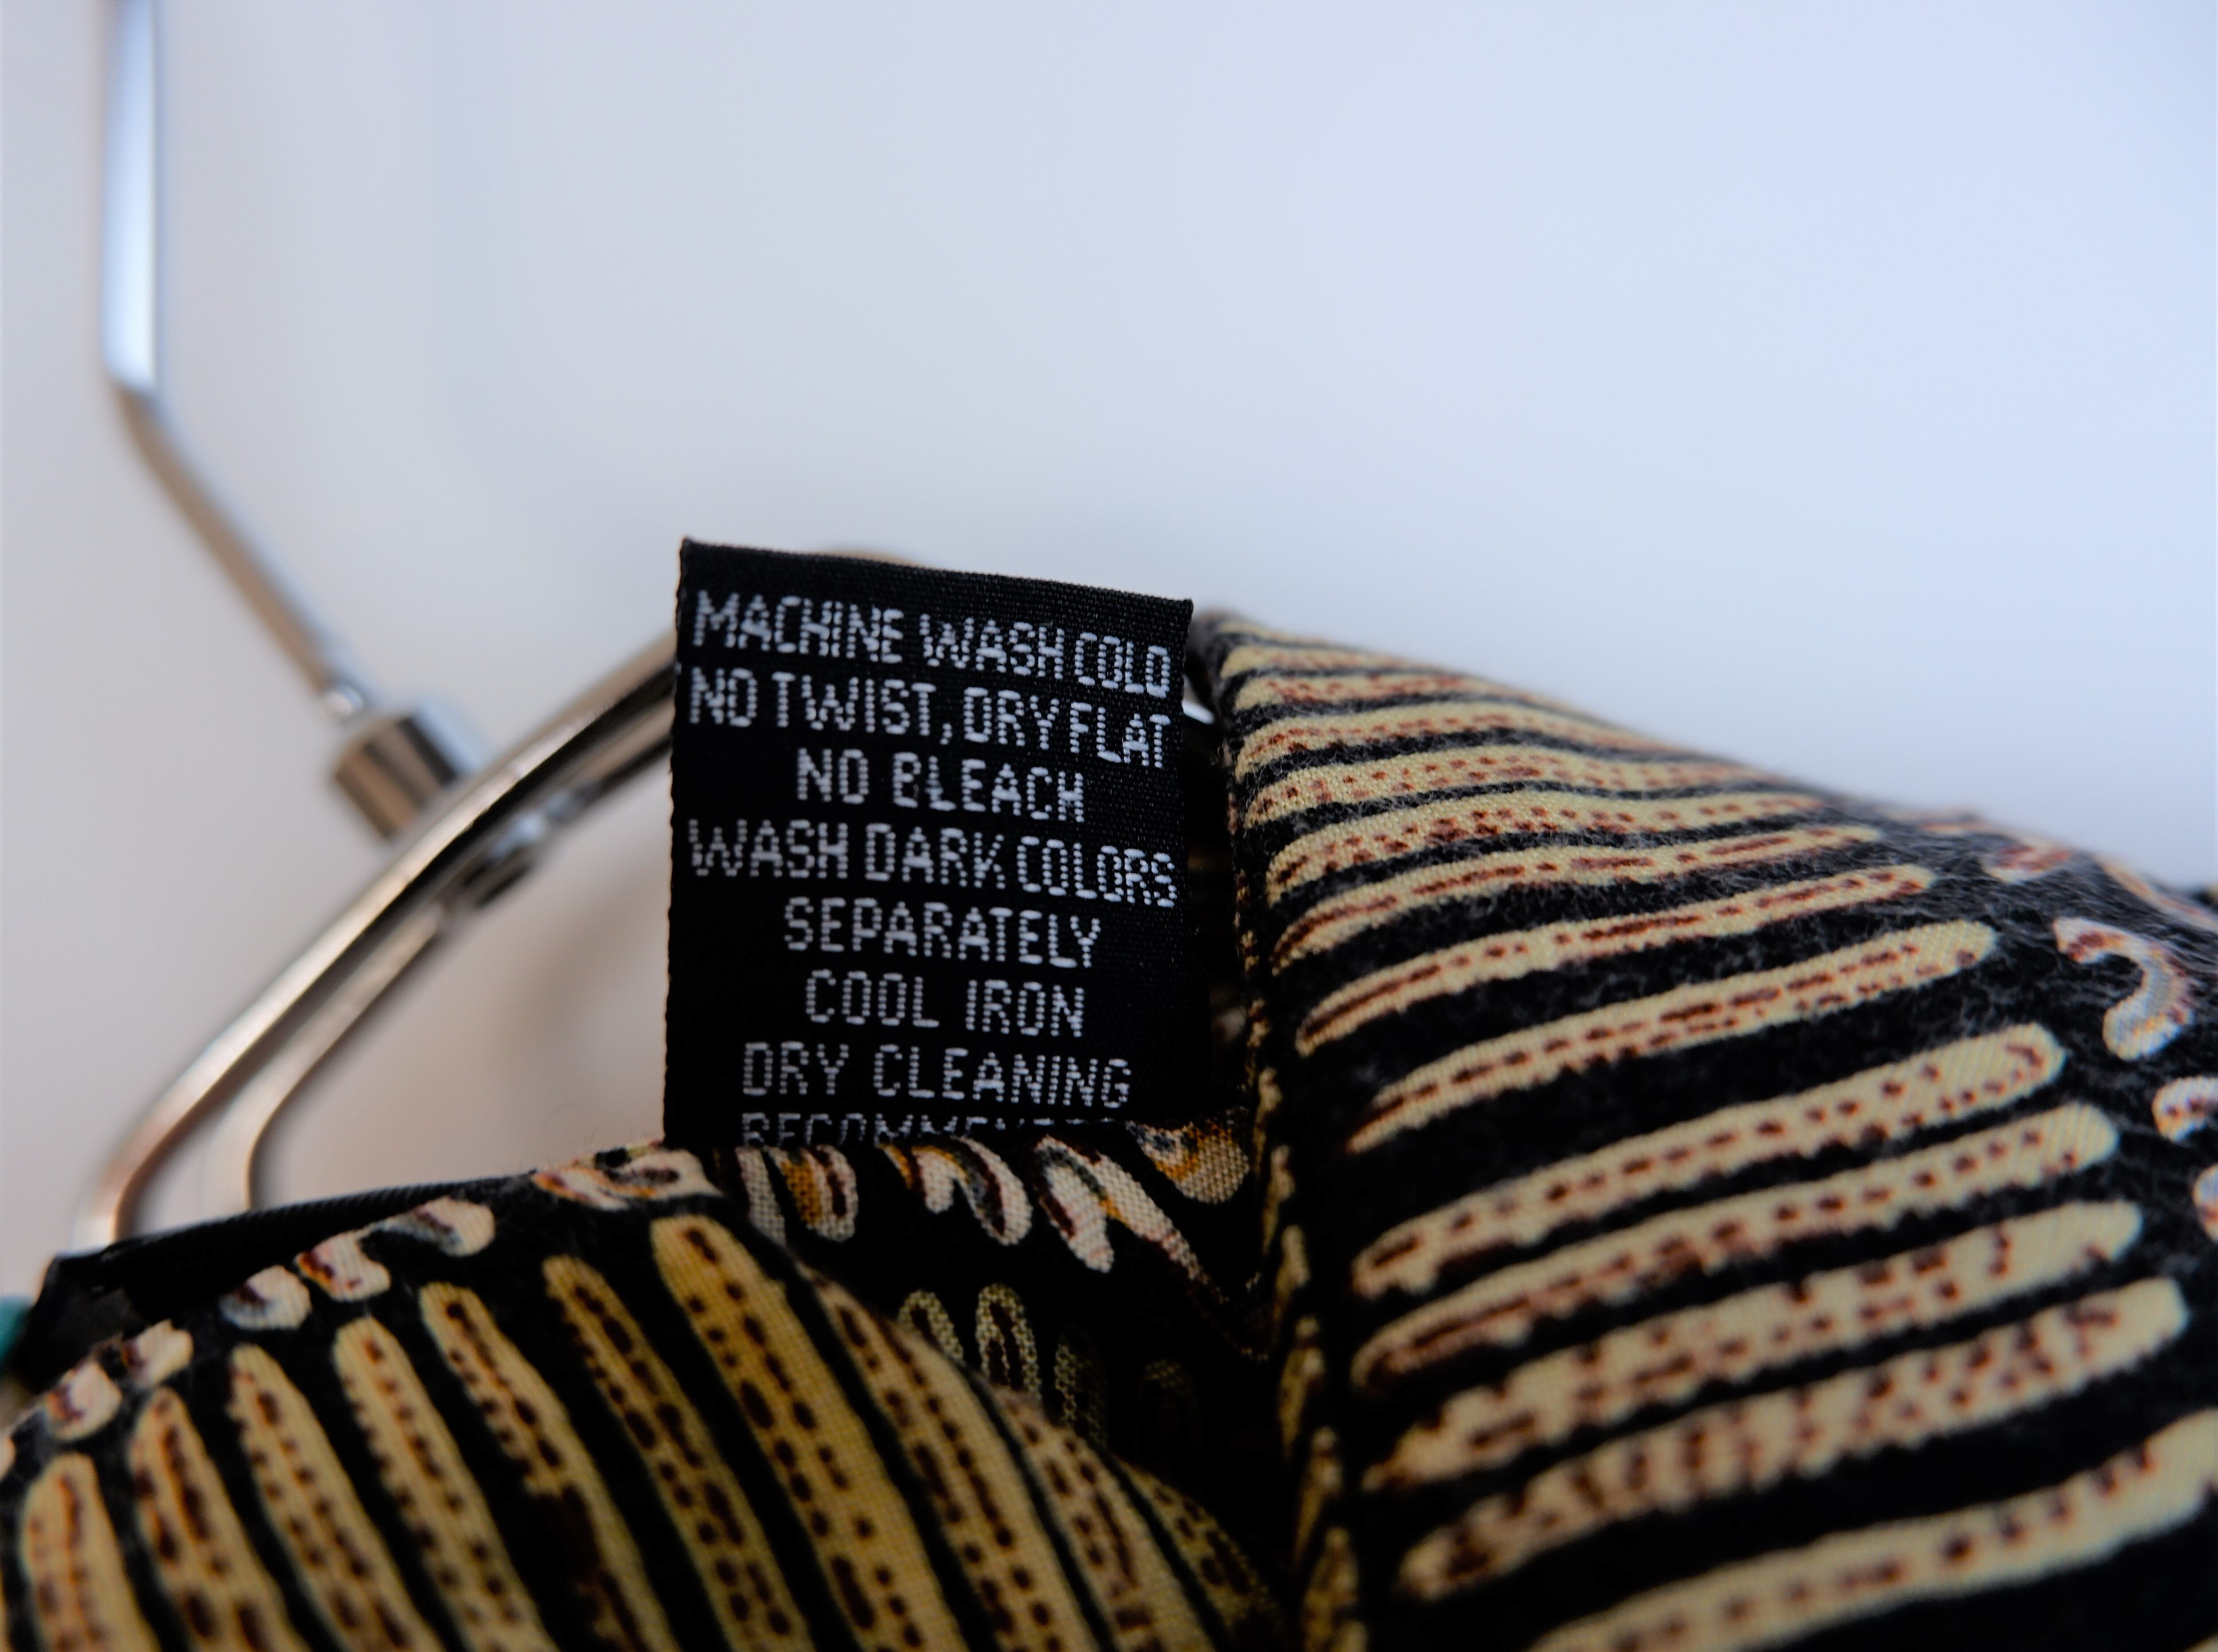 MACHINE WASH COLD
NO TWIST, DRY FLAT
NO BLEACH
WASH DARK COLORS
SEPARATELY
COOL IRON
DRY CLEANING